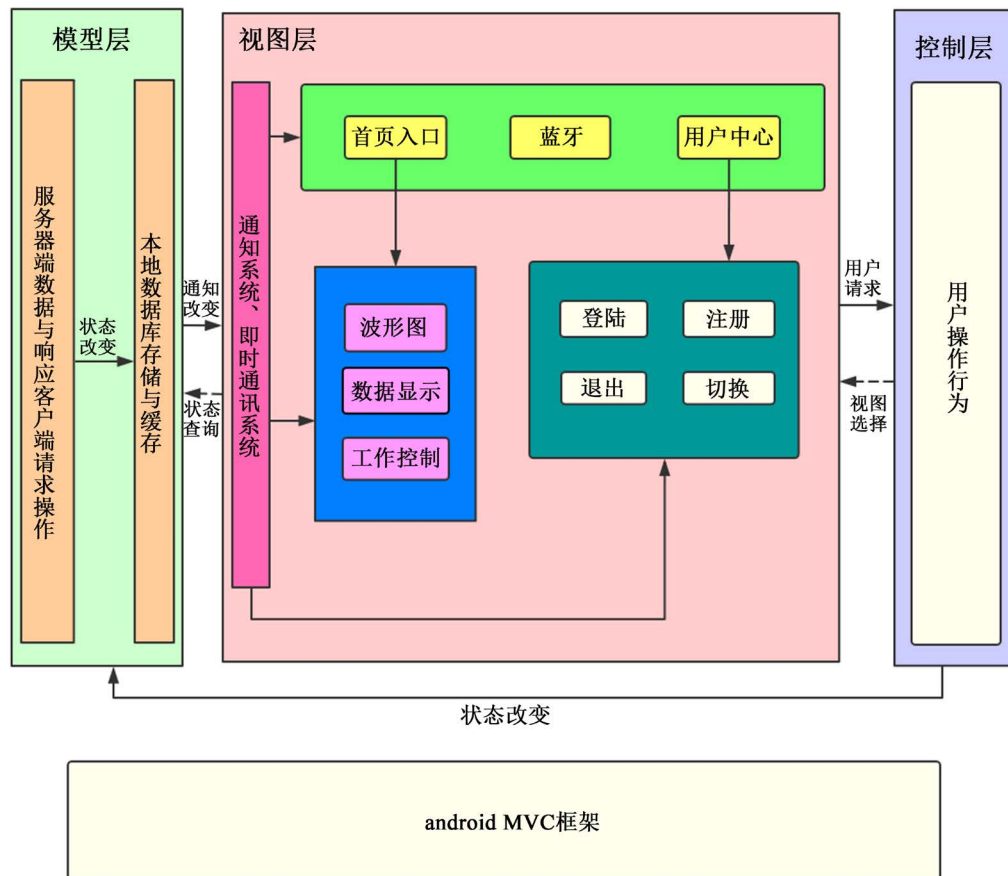 模型层
服务器端数据与响应客户端请求操作
状态
改变
本地数据库存储与缓存
通知
改变
状态
查询
视图层
通知系统、即时通讯系统
首页入口
蓝牙
用户中心
波形图
数据显示
工作控制
登陆
注册
退出
切换
用户
请求
视图
选择
控制层
用户操作行为
状态改变
android MVC框架